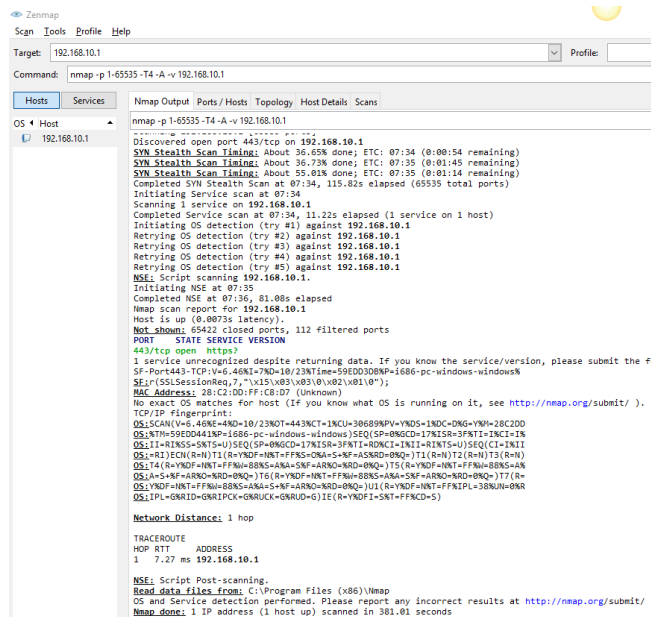 Zenmap
Scan Tools Profile Help
Target: 192.168.10.1 Profile:
Command: nmap -p 1-65535 -T4 -A -v 192.168.10.1
Hosts Services Nmap Output Ports / Hosts Topology Host Details Scans
OS Host nmap -p 1-65535 -T4 -A -v 192.168.10.1
192.168.10.1
Discovered open port 443/tcp on 192.168.10.1
SYN Stealth Scan Timing: About 36.65% done; ETC: 07:34 (0:00:54 remaining)
SYN Stealth Scan Timing: About 36.73% done; ETC: 07:35 (0:01:45 remaining)
SYN Stealth Scan Timing: About 55.01% done; ETC: 07:35 (0:01:14 remaining)
Completed SYN Stealth Scan at 07:34, 115.82s elapsed (65535 total ports)
Initiating Service scan at 07:34
Scanning 1 service on 192.168.10.1
Completed Service scan at 07:34, 11.22s elapsed (1 service on 1 host)
Initiating OS detection (try #1) against 192.168.10.1
Retrying OS detection (try #2) against 192.168.10.1
Retrying OS detection (try #3) against 192.168.10.1
Retrying OS detection (try #4) against 192.168.10.1
Retrying OS detection (try #5) against 192.168.10.1
NSE: Script scanning 192.168.10.1.
Initiating NSE at 07:35
Completed NSE at 07:36, 81.08s elapsed
Nmap scan report for 192.168.10.1
Host is up (0.0073s latency).
Not shown: 65422 closed ports, 112 filtered ports
PORT STATE SERVICE VERSION
443/tcp open https?
1 service unrecognized despite returning data. If you know the service/version, please submit the f
SF-Port443-TCP:V=6.46%I=7%D=10/23%Time=59EDD3DB%P=i686-pc-windows-windows%
SF:r(SSLSessionReq,7,"\x15\x03\x03\0\x02\x01\0");
MAC Address: 28:C2:DD:FF:C8:D7 (Unknown)
No exact OS matches for host (If you know what OS is running on it, see http://nmap.org/submit/ ).
TCP/IP fingerprint:
OS:SCAN(V=6.46%E=4%D=10/23%OT=443%CT=1%CU=30689%PV=Y%DS=1%DC=D%G=Y%M=28C2DD
OS:%TM=59EDD441%P=i686-pc-windows-windows)SEQ(SP=0%GCD=17%ISR=3F%TI=I%CI=I%
OS:II=RI%SS=S%TS=U)SEQ(SP=0%GCD=17%ISR=3F%TI=RD%CI=I%II=RI%TS=U)SEQ(CI=I%II
OS:=RI)ECN(R=N)T1(R=Y%DF=N%T=FF%S=O%A=S+%F=AS%RD=0%Q=)T1(R=N)T2(R=N)T3(R=N)
OS:T4(R=Y%DF=N%T=FF%W=88%S=A%A=S%F=AR%O=%RD=0%Q=)T5(R=Y%DF=N%T=FF%W=88%S=A%
OS:A=S+%F=AR%O=%RD=0%Q=)T6(R=Y%DF=N%T=FF%W=88%S=A%A=S%F=AR%O=%RD=0%Q=)T7(R=
OS:Y%DF=N%T=FF%W=88%S=A%A=S+%F=AR%O=%RD=0%Q=)U1(R=Y%DF=N%T=FF%IPL=38%UN=0%R
OS:IPL=G%RID=G%RIPCK=G%RUCK=G%RUD=G)IE(R=Y%DFI=S%T=FF%CD=S)
Network Distance: 1 hop
TRACEROUTE
HOP RTT ADDRESS
1 7.27 ms 192.168.10.1
NSE: Script Post-scanning.
Read data files from: C:\Program Files (x86)\Nmap
OS and Service detection performed. Please report any incorrect results at http://nmap.org/submit/
Nmap done: 1 IP address (1 host up) scanned in 381.01 seconds